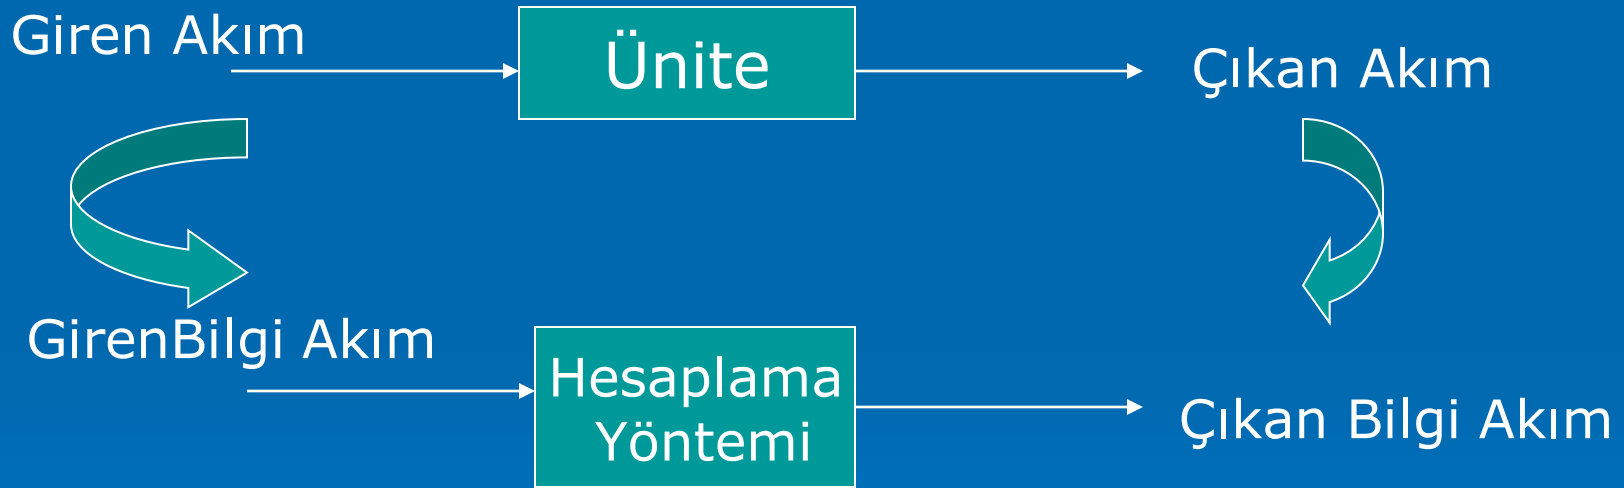 Giren Akım
Ünite
Çıkan Akım
GirenBilgi Akım
Hesaplama
Yöntemi
Çıkan Bilgi Akım